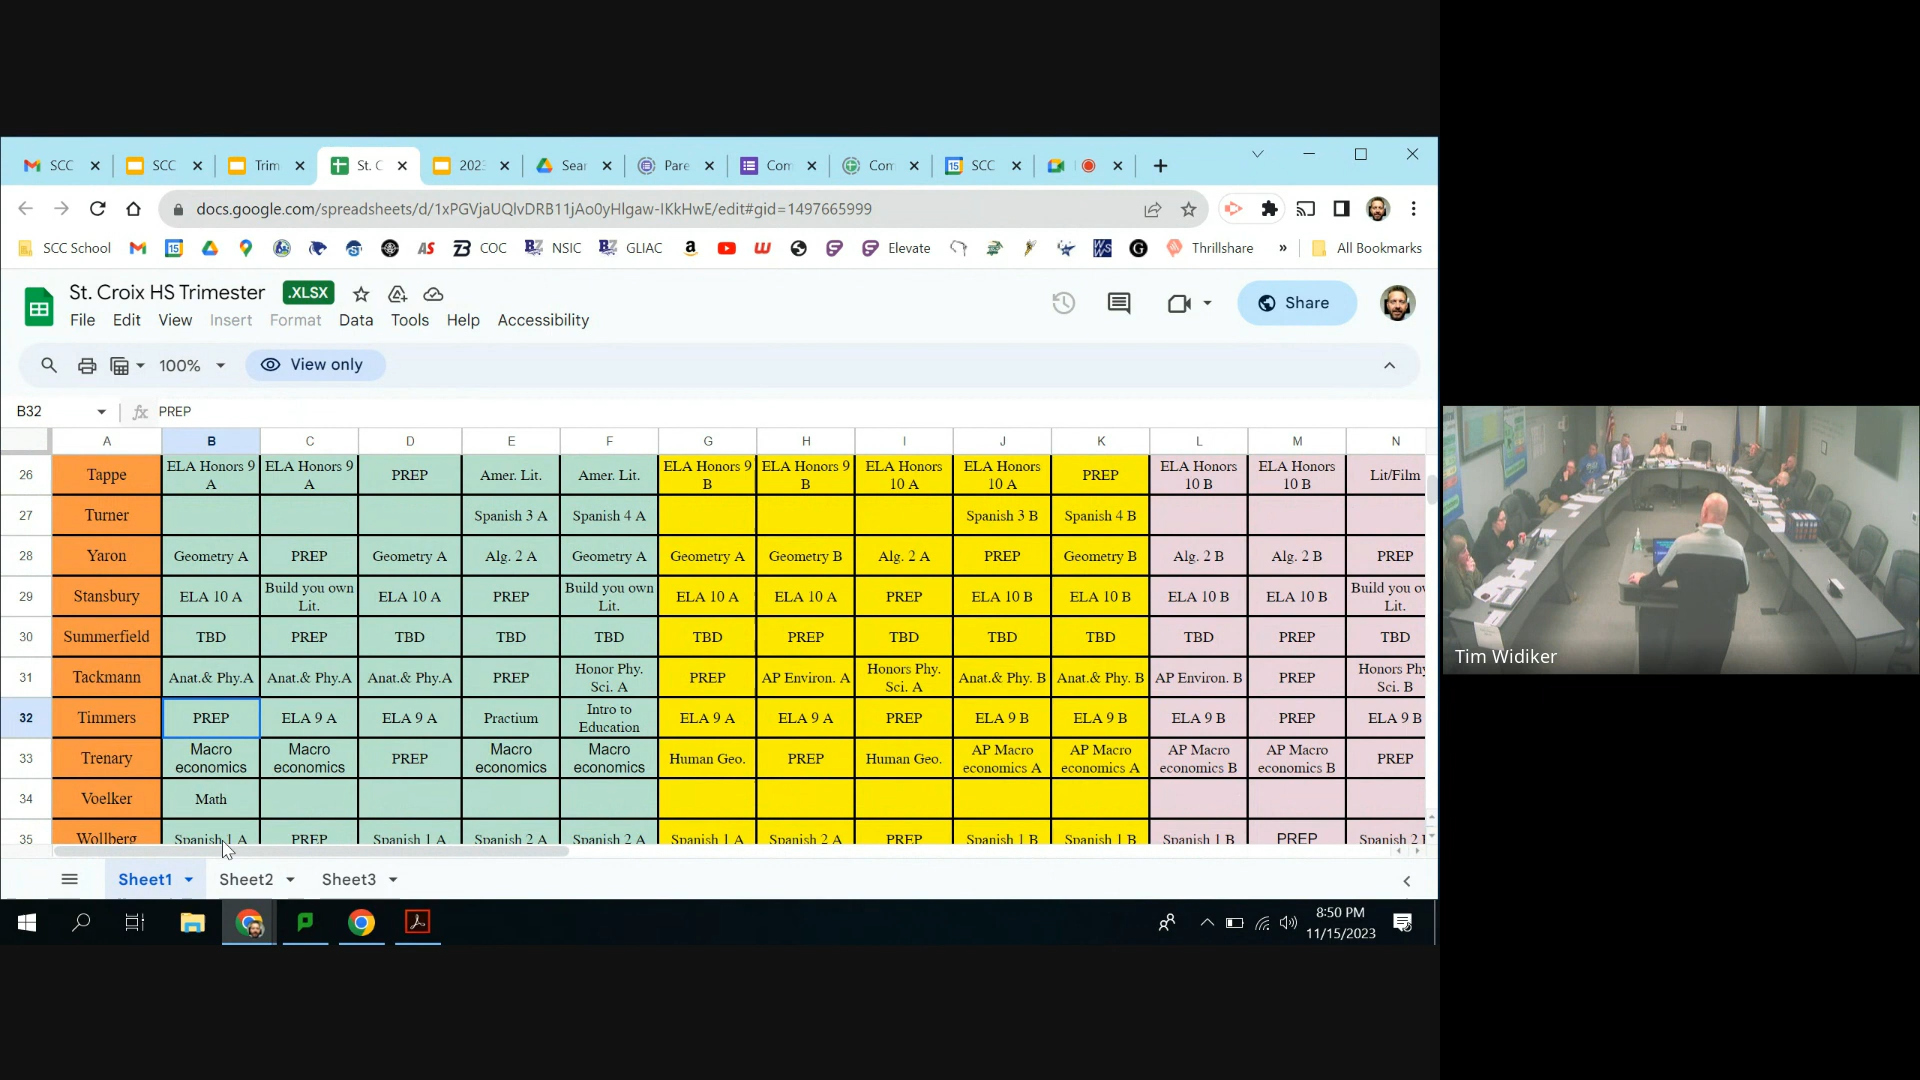 SCC
SCC
Trim
St. C
202
Sear
Pare
Con
Con
SCC
docs.google.com/spreadsheets/d/1xPGVjaUQlvDRB11jAo0yHlgaw-IKkHwE/edit#gid=1497665999
SCC School
COC
NSIC
GLIAC
Elevate
Thrillshare
»
All Bookmarks
St. Croix HS Trimester
.XLSX
Share
File Edit View Insert Format Data Tools Help Accessibility
100%
View only
B32
fx
PREP
A B C D E F G H I J K L M N
26 Tappe ELA Honors 9 A ELA Honors 9 A PREP Amer. Lit. Amer. Lit. ELA Honors 9 B ELA Honors 9 B ELA Honors 10 A ELA Honors 10 A PREP ELA Honors 10 B ELA Honors 10 B Lit/Film
27 Turner Spanish 3 A Spanish 4 A Spanish 3 B Spanish 4 B
28 Yaron Geometry A PREP Geometry A Alg. 2 A Geometry A Geometry A Geometry B Alg. 2 A PREP Geometry B Alg. 2 B Alg. 2 B PREP
29 Stansbury ELA 10 A Build you own Lit. ELA 10 A PREP Build you own Lit. ELA 10 A ELA 10 A PREP ELA 10 B ELA 10 B ELA 10 B ELA 10 B Build you ov Lit.
30 Summerfield TBD PREP TBD TBD TBD TBD PREP TBD TBD TBD TBD PREP TBD
31 Tackmann Anat.& Phy.A Anat.& Phy.A Anat.& Phy.A PREP Honor Phy. Sci. A PREP AP Environ. A Honors Phy. Sci. A Anat.& Phy. B Anat.& Phy. B AP Environ. B PREP Honors Phy Sci. B
32 Timmers PREP ELA 9 A ELA 9 A Practium Intro to Education ELA 9 A ELA 9 A PREP ELA 9 B ELA 9 B ELA 9 B PREP ELA 9 B
33 Trenary Macro economics Macro economics PREP Macro economics Macro economics Human Geo. PREP Human Geo. AP Macro economics A AP Macro economics A AP Macro economics B AP Macro economics B PREP
34 Voelker Math
35 Wollberg Spanish 1 A PREP Spanish 1 A Spanish 2 A Spanish 2 A Spanish 1 A Spanish 2 A PREP Spanish 1 B Spanish 1 B Spanish 1 B PREP Spanish 2
Sheet1 Sheet2 Sheet3
8:50 PM
11/15/2023
Tim Widiker